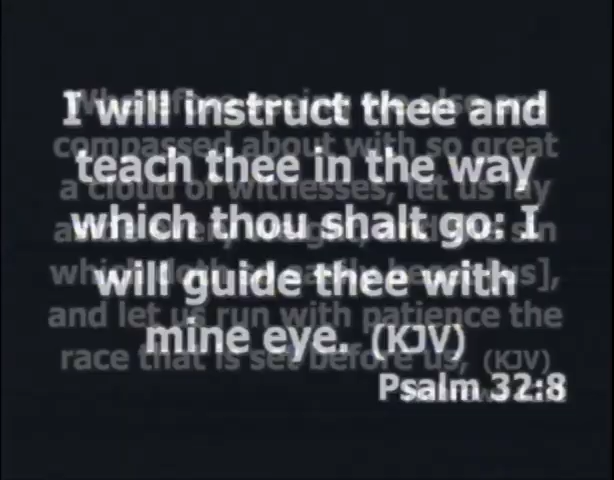 I will instruct thee and
teach thee in the way
which thou shalt go: I
will guide thee with
mine eye. (KJV)
Psalm 32:8
compassed about with so great
a cloud of witnesses, let us lay
and let us run with patience the
race that is set before us, (KJV)